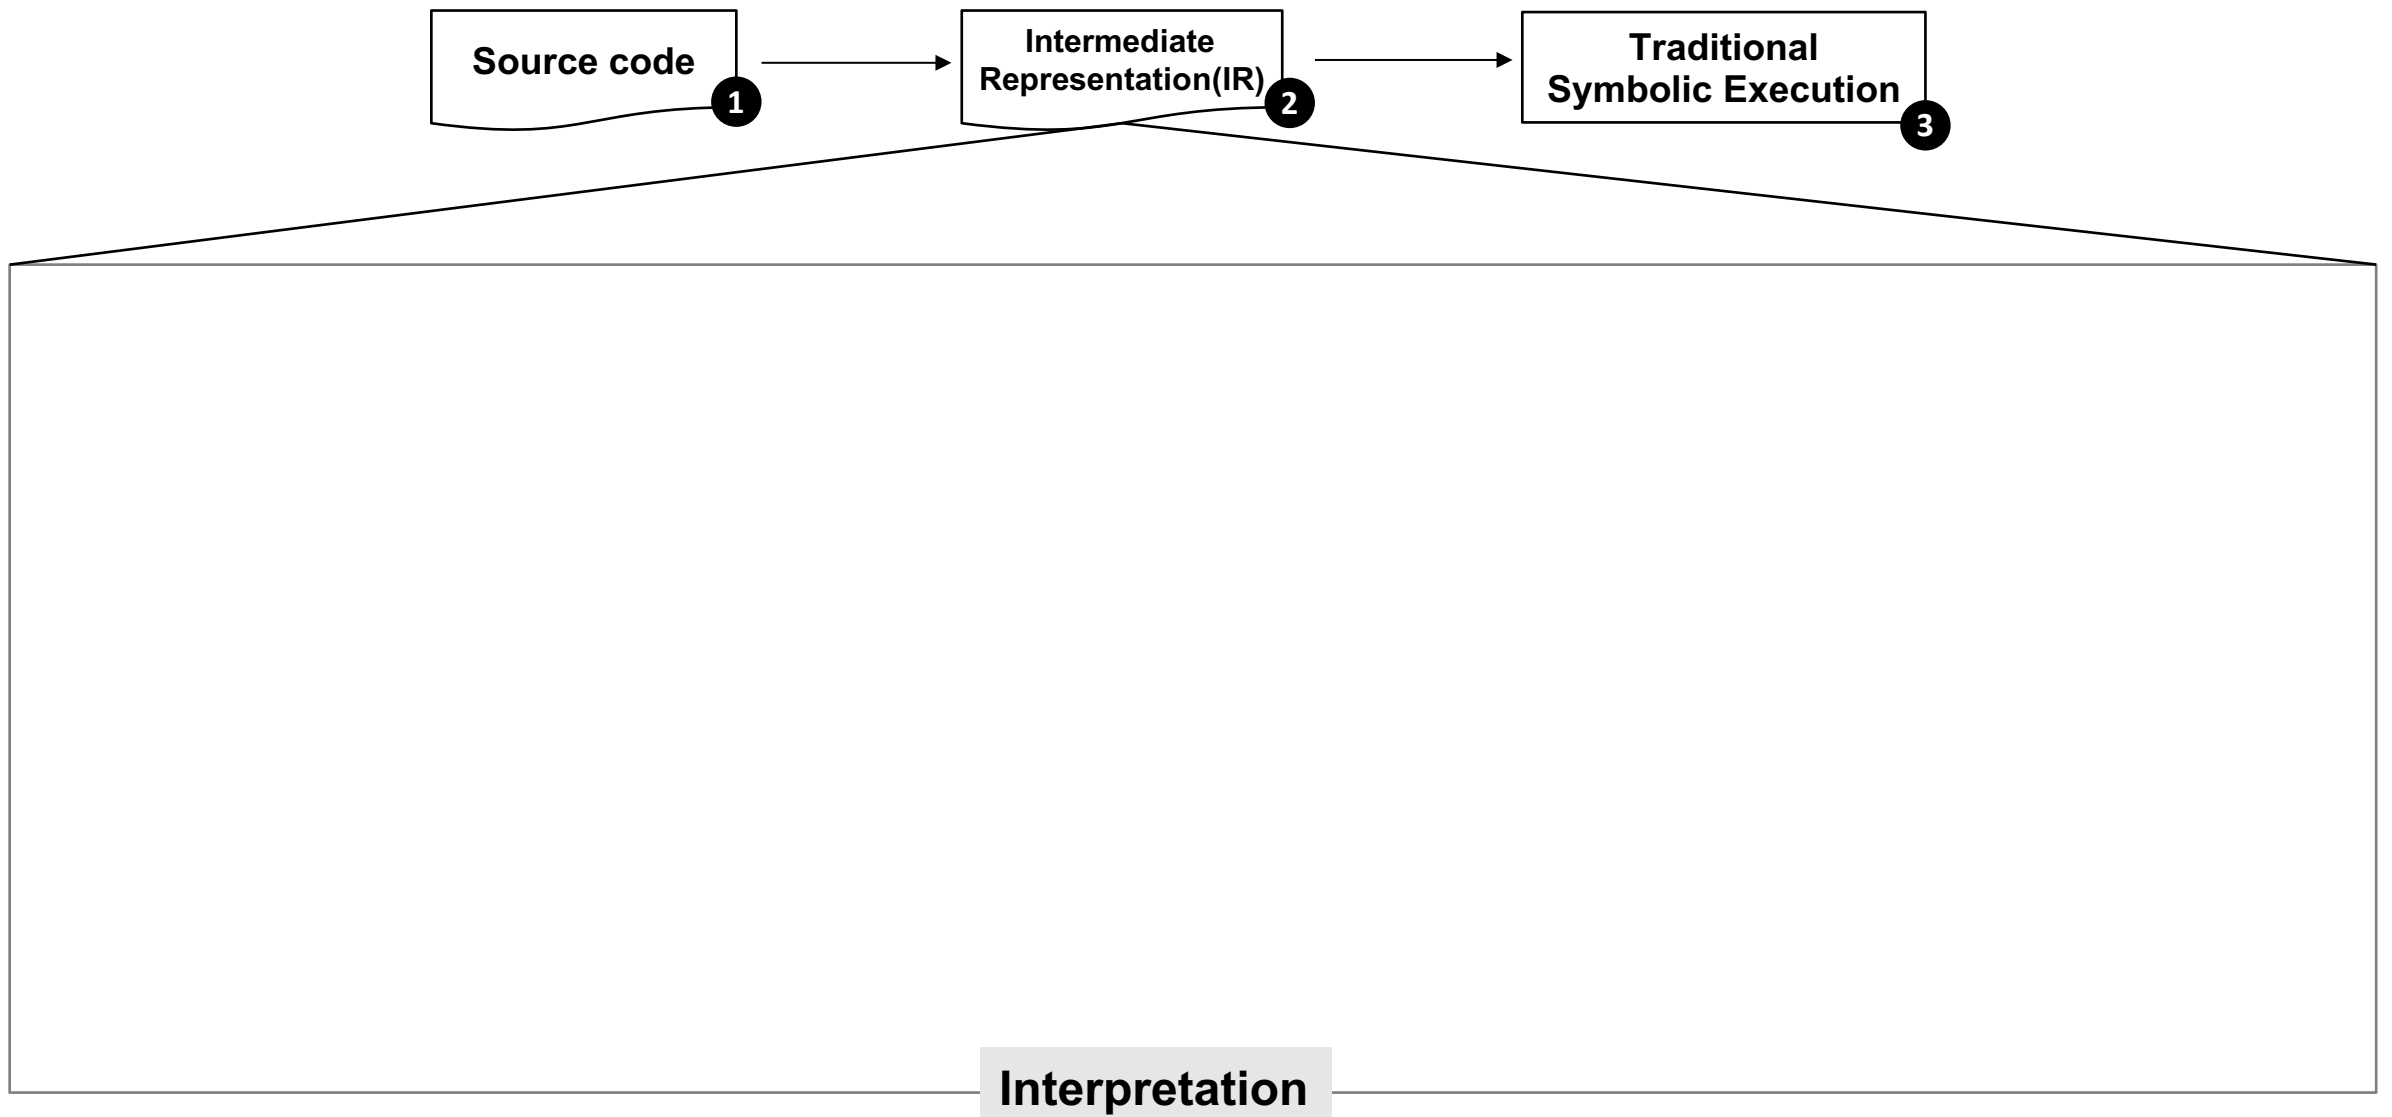 Source code
1
Intermediate
Representation(IR)
2
Traditional
Symbolic Execution
3
Interpretation